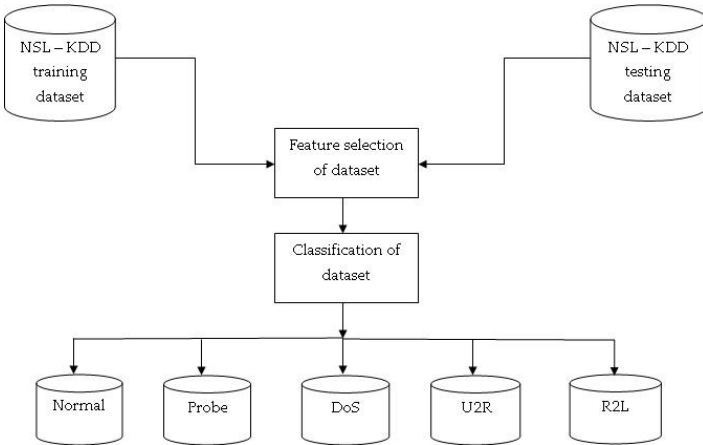 NSL – KDD
training
dataset
NSL – KDD
testing
dataset
Feature selection
of dataset
Classification of
dataset
Normal
Probe
DoS
U2R
R2L